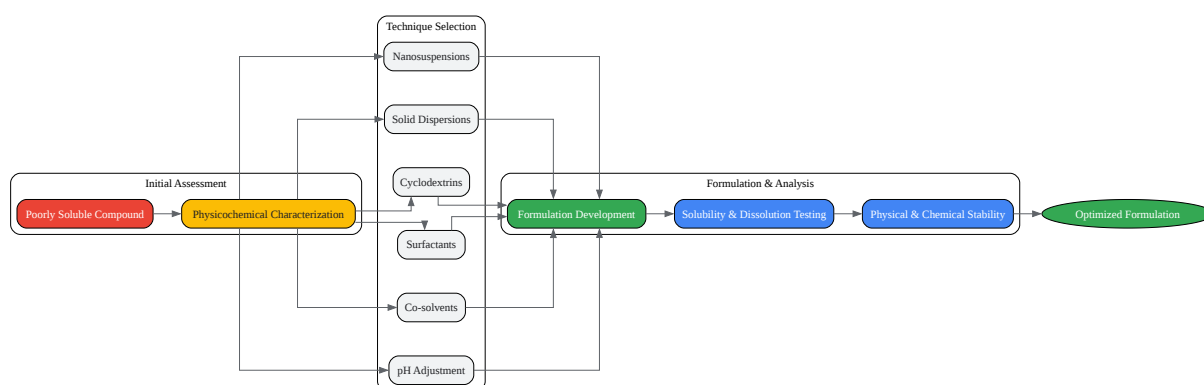 Technique Selection
Nanosuspensions
Solid Dispersions
Cyclodextrins
Surfactants
Co-solvents
pH Adjustment
Initial Assessment
Poorly Soluble Compound
Physicochemical Characterization
Formulation & Analysis
Formulation Development
Solubility & Dissolution Testing
Physical & Chemical Stability
Optimized Formulation